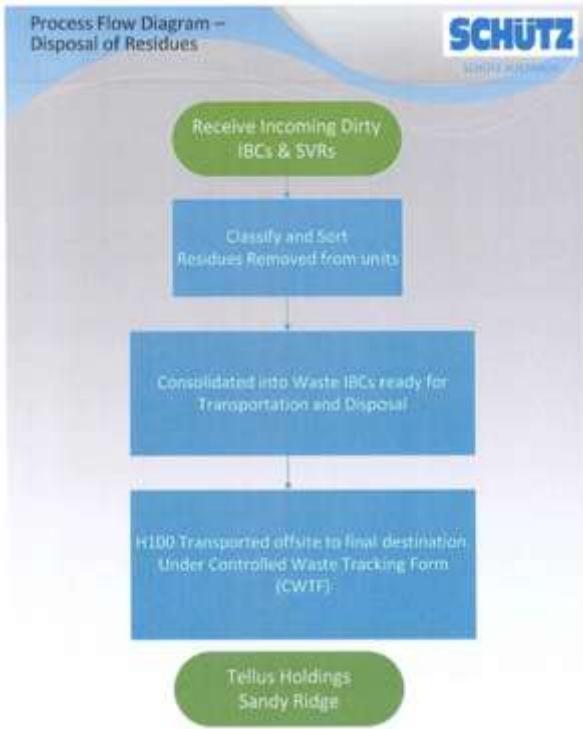 Process Flow Diagram –
Disposal of Residues
SCHÜTZ
Receive Incoming Dirty
IBCs & SVRs
Classify and Sort
Residues Removed from units
Consolidated into Waste IBCs ready for
Transportation and Disposal
H100 Transported offsite to final destination
Under Controlled Waste Tracking Form
(CWTF)
Tellus Holdings
Sandy Ridge